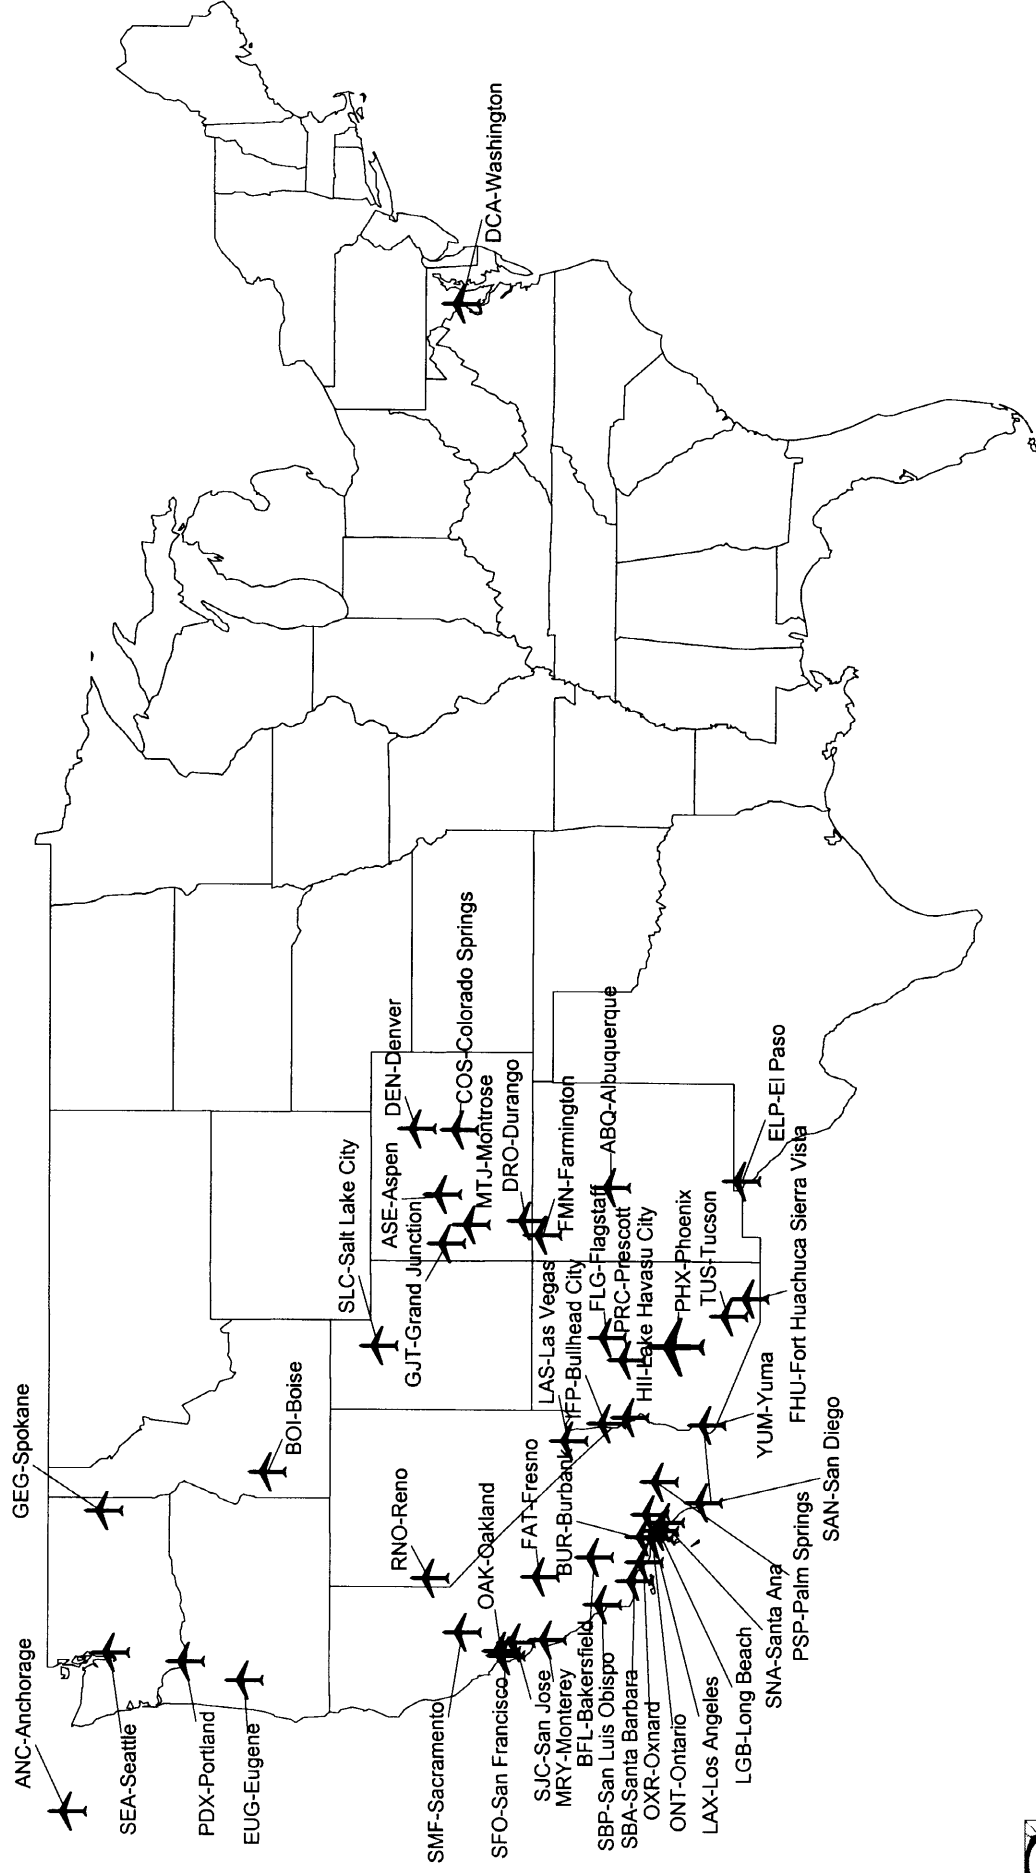 ANC-Anchorage
GEG-Spokane
SEA-Seattle
PDX-Portland
EUG-Eugene
BOI-Boise
SLC-Salt Lake City
DEN-Denver
ASE-Aspen
GJT-Grand Junction
COS-Colorado Springs
MTJ-Montrose
DRO-Durango
FMN-Farmington
DCA-Washington
RNO-Reno
SMF-Sacramento
OAK-Oakland
SFO-San Francisco
SJC-San Jose
MRY-Monterey
FAT-Fresno
BUR-Burbank
BFL-Bakersfield
SBP-San Luis Obispo
SBA-Santa Barbara
OXR-Oxnard
ONT-Ontario
LAX-Los Angeles
LGB-Long Beach
SNA-Santa Ana
PSP-Palm Springs
SAN-San Diego
LAS-Las Vegas
IFP-Bullhead City
FLG-Flagstaff
PRC-Prescott
HII-Lake Havasu City
ABQ-Albuquerque
PHX-Phoenix
TUS-Tucson
YUM-Yuma
FHU-Fort Huachuca Sierra Vista
ELP-El Paso